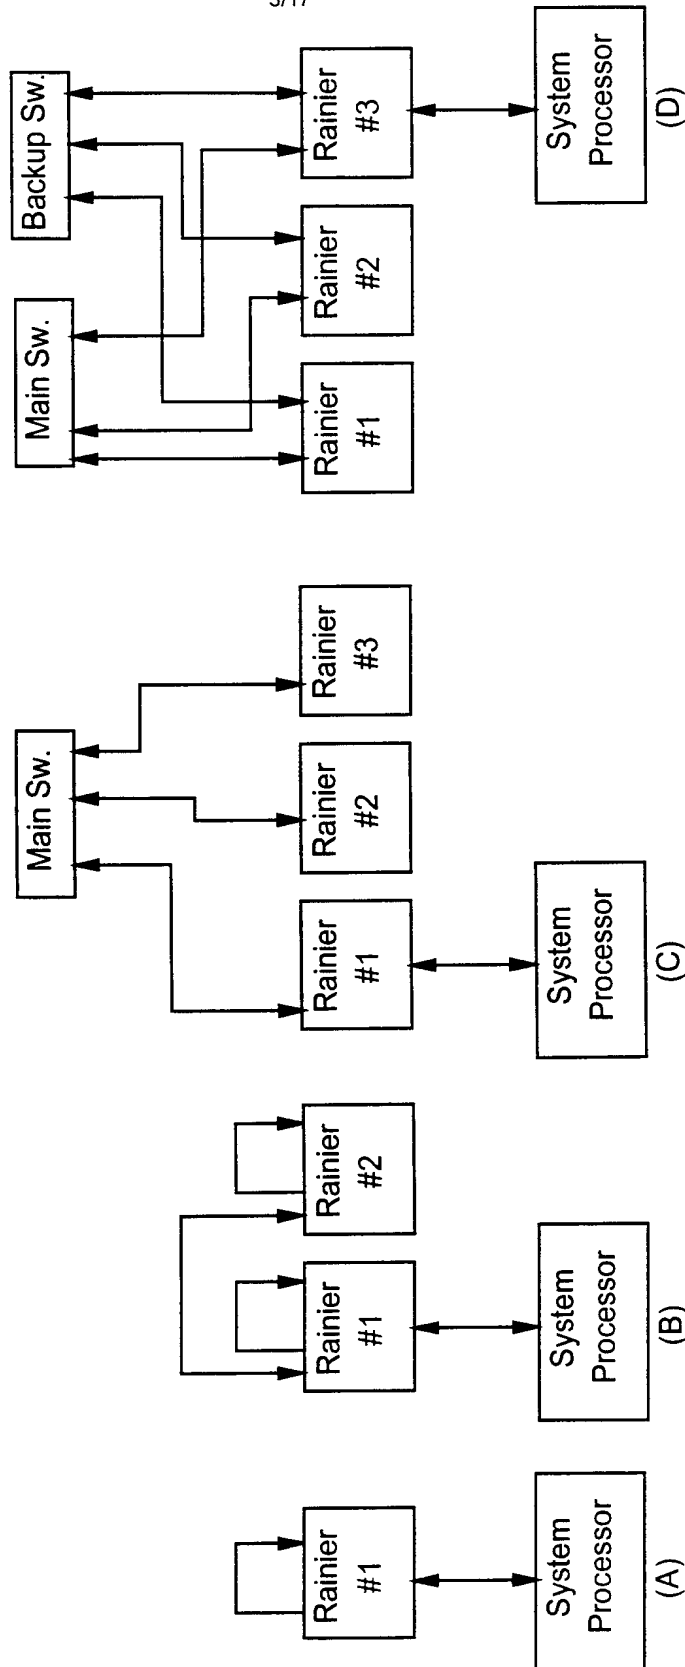 3/17
Rainier
#1
System
Processor
(A)
Rainier
#1
Rainier
#2
System
Processor
(B)
Main Sw.
Rainier
#1
Rainier
#2
Rainier
#3
System
Processor
(C)
Main Sw.
Backup Sw.
Rainier
#1
Rainier
#2
Rainier
#3
System
Processor
(D)